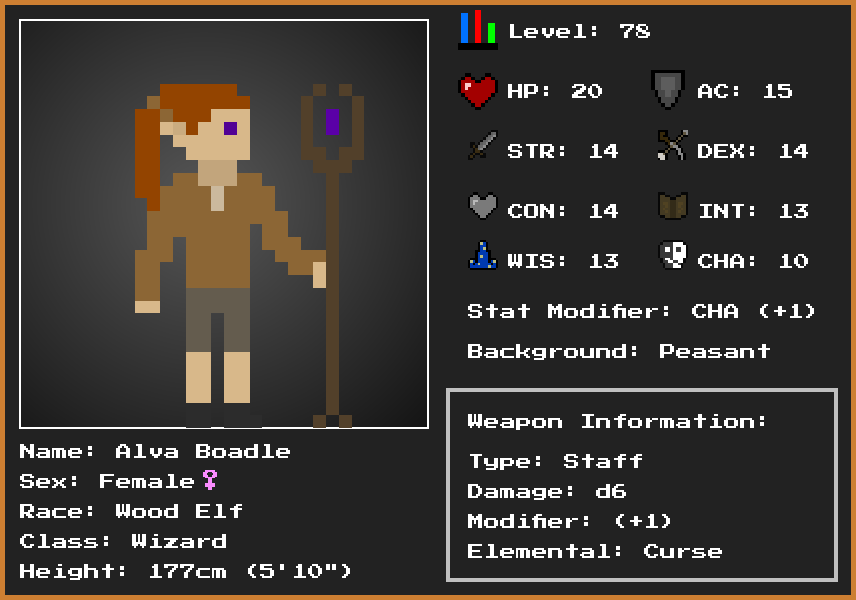 Level: 78
HP: 20
AC: 15
STR: 14
DEX: 14
CON: 14
INT: 13
WIS: 13
CHA: 10
Stat Modifier: CHA (+1)
Background: Peasant
Weapon Information:
Type: Staff
Damage: d6
Modifier: (+1)
Elemental: Curse
Name: Alva Boadle
Sex: Female♀
Race: Wood Elf
Class: Wizard
Height: 177cm (5'10")